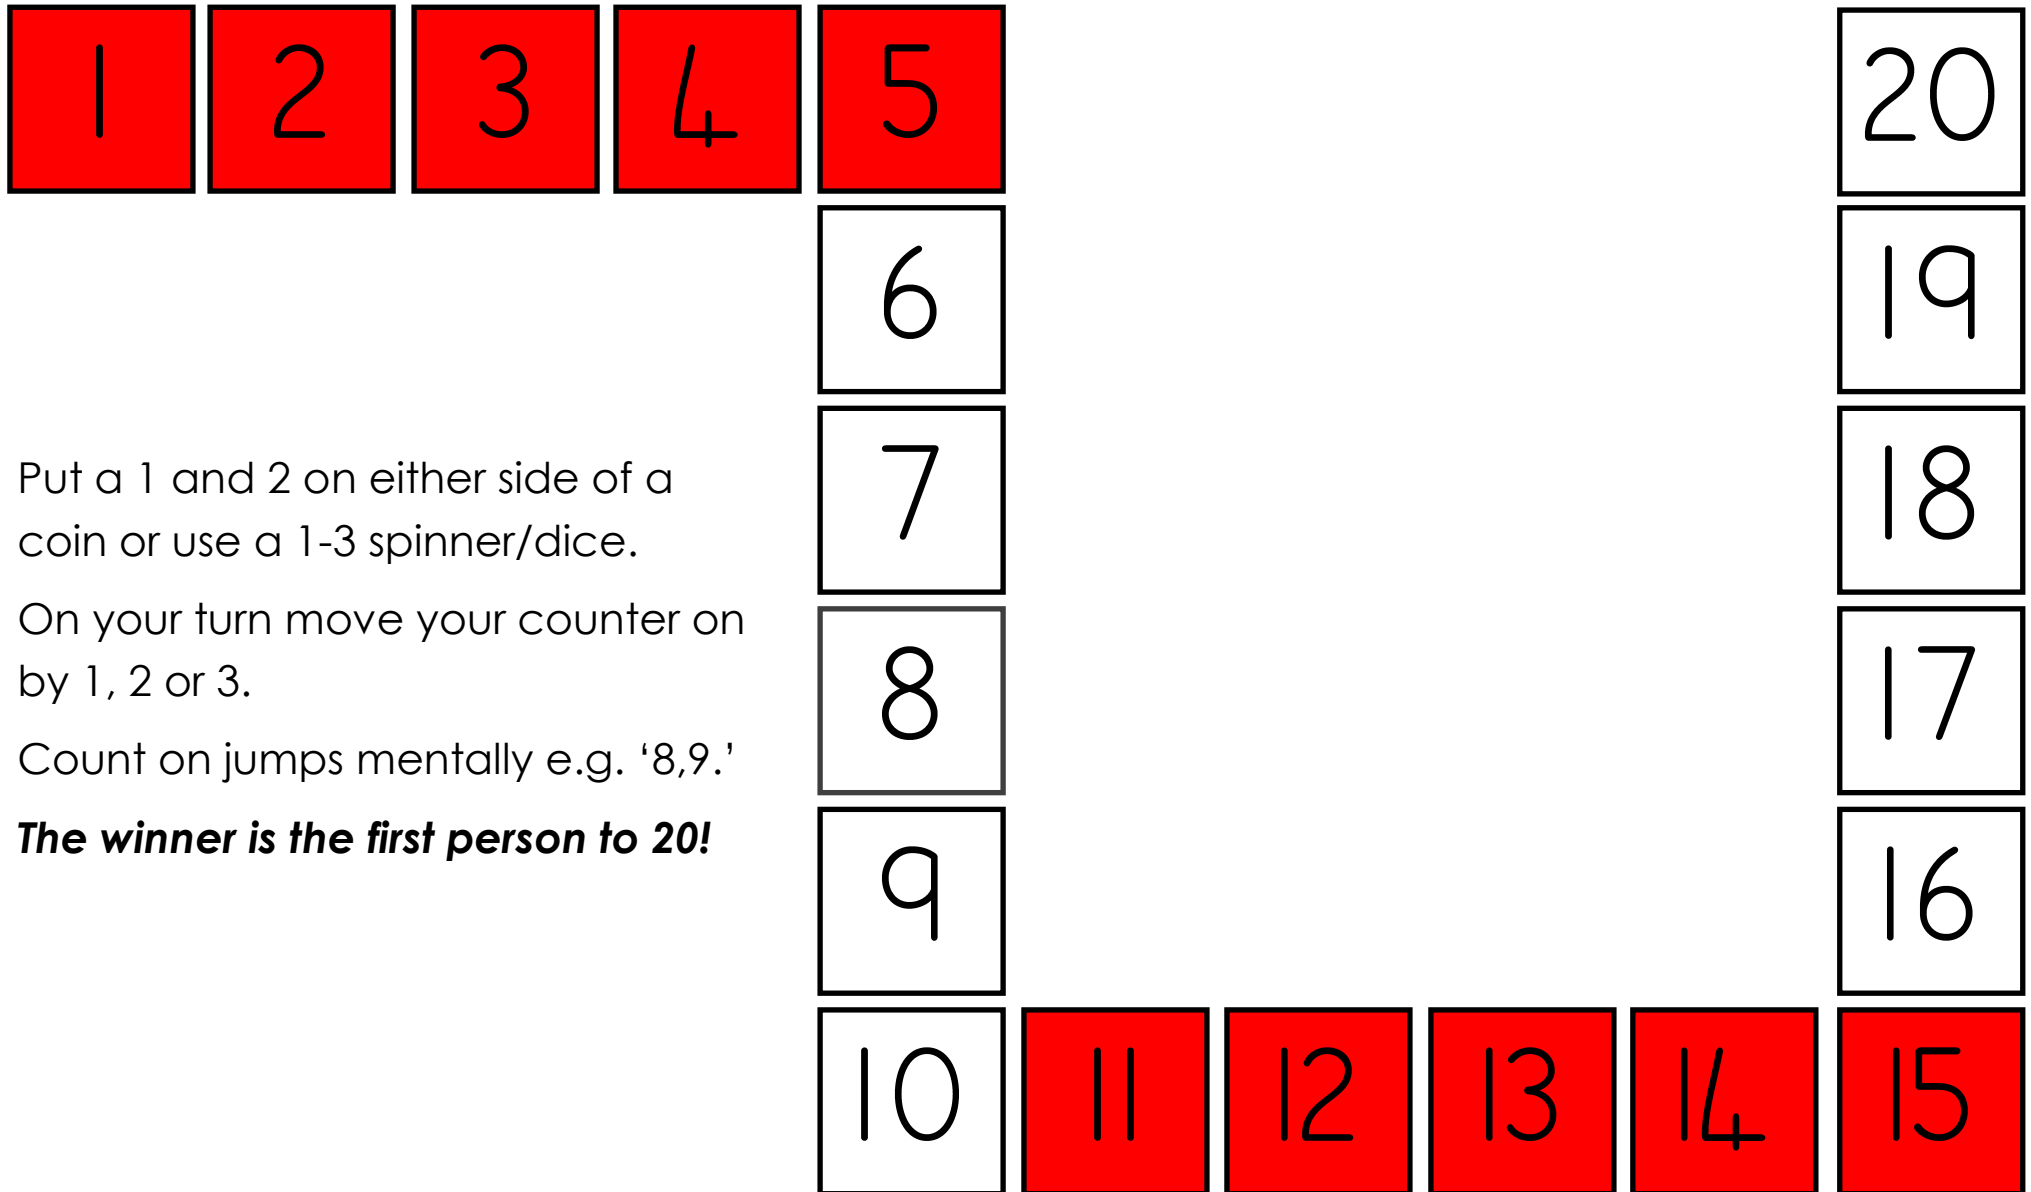 1 2 3 4 5
20
6
19
7
18
Put a 1 and 2 on either side of a
coin or use a 1-3 spinner/dice.
On your turn move your counter on
by 1, 2 or 3.
Count on jumps mentally e.g. ‘8,9.’
The winner is the first person to 20!
8
17
9
16
10 11 12 13 14 15